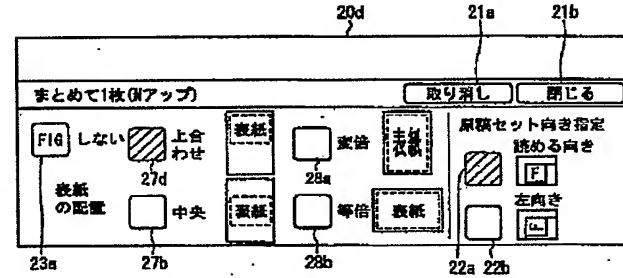 20d
21a
21b
まとめて1枚(Nアップ)
取り消し
閉じる
FIG
しない
上合
わせ
27d
表紙
変倍
28a
表紙
原稿セット向き指定
読める向き
F
表紙
の配置
中央
表紙
等倍
表紙
左向き
23a
27b
28b
22a
22b